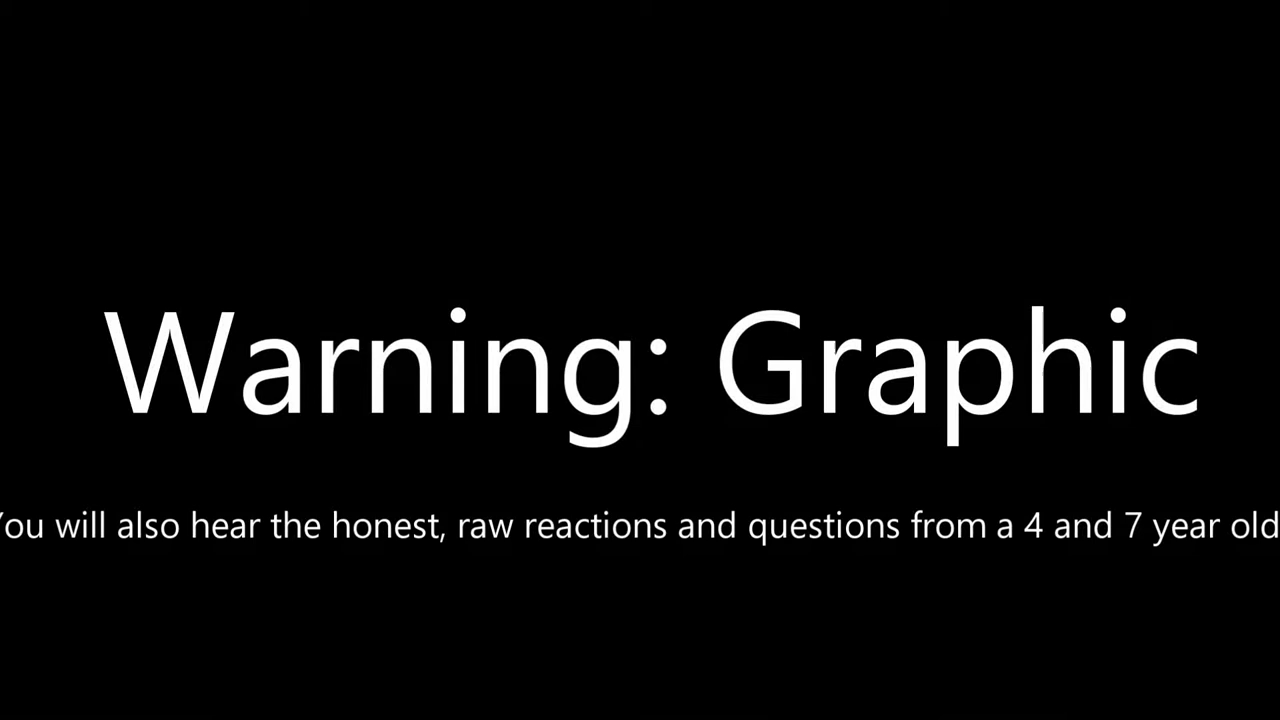 Warning: Graphic
You will also hear the honest, raw reactions and questions from a 4 and 7 year old